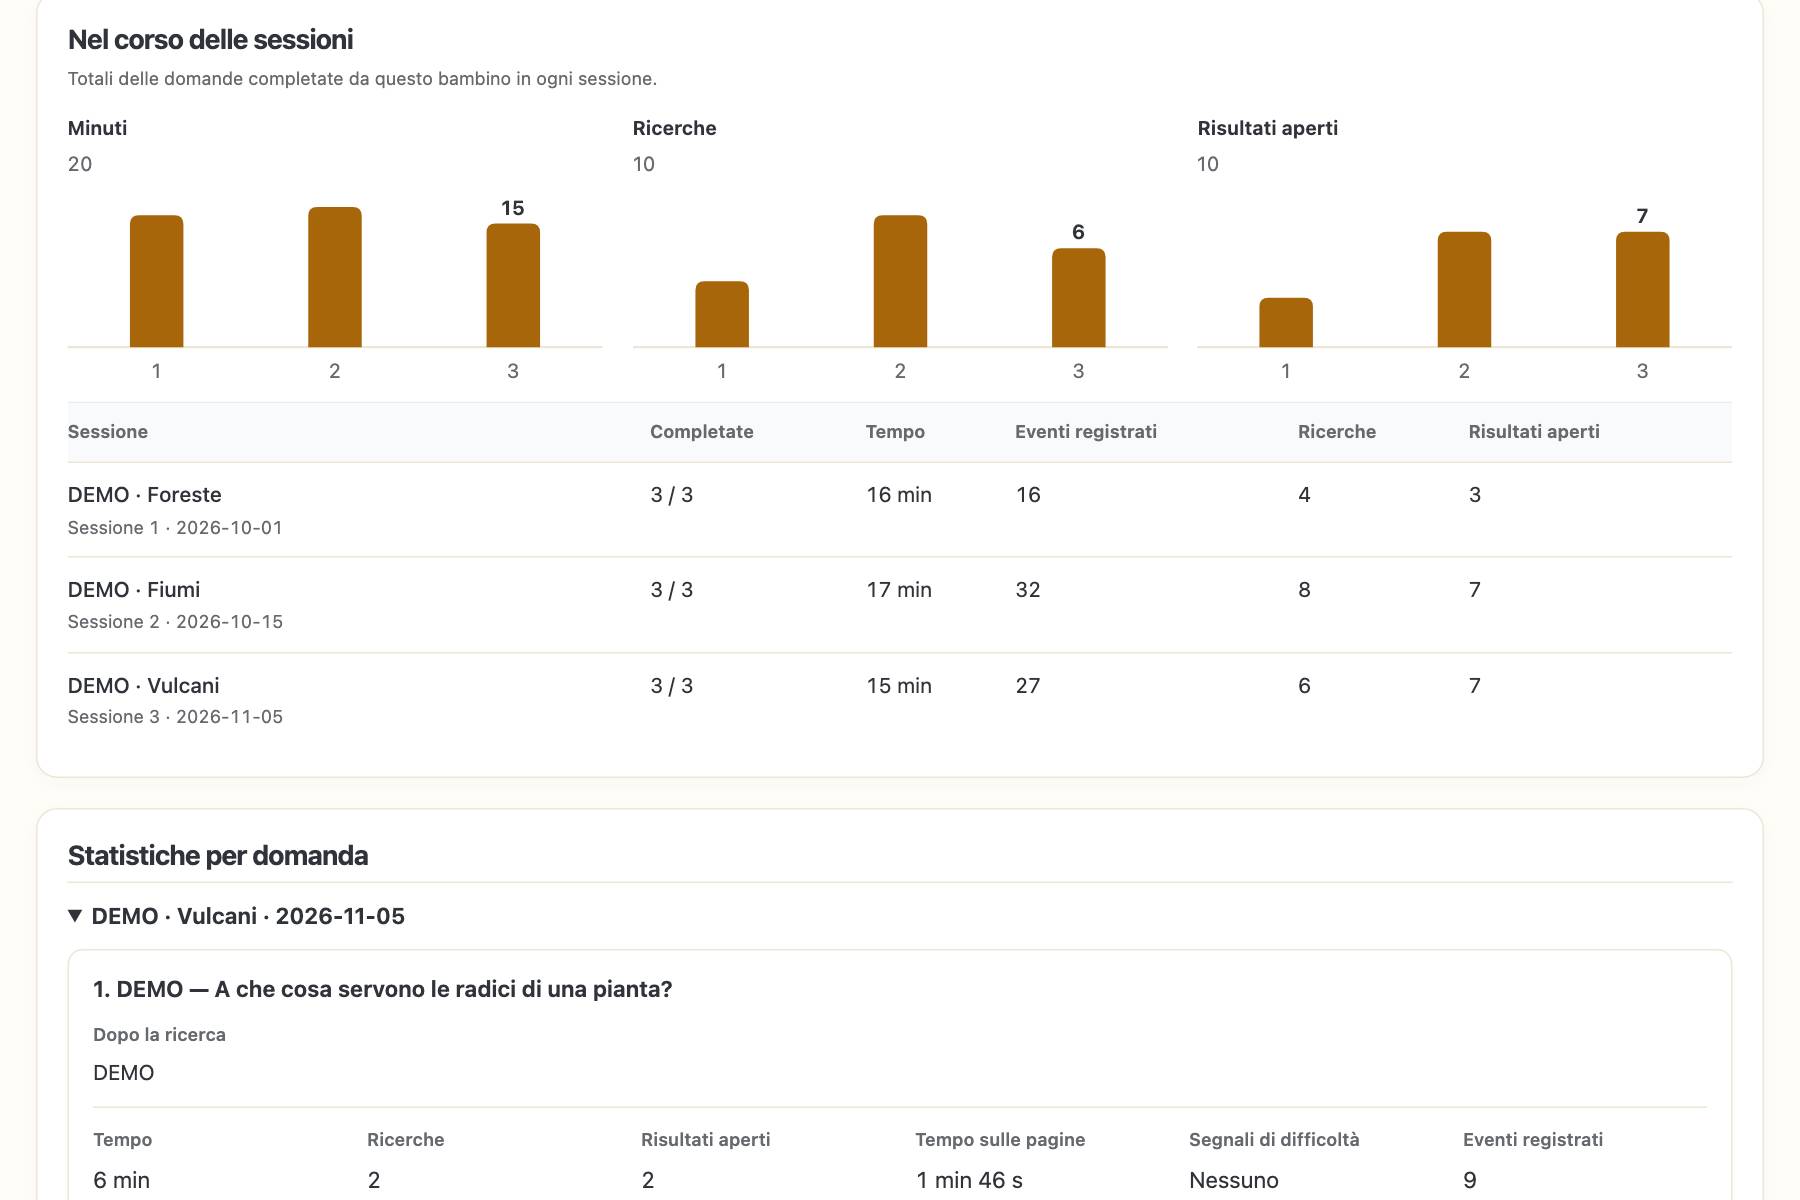 Nel corso delle sessioni
Totali delle domande completate da questo bambino in ogni sessione.
Minuti
20
15
1 2 3
Ricerche
10
6
1 2 3
Risultati aperti
10
7
1 2 3
Sessione Completate Tempo Eventi registrati Ricerche Risultati aperti
DEMO · Foreste 3 / 3 16 min 16 4 3
Sessione 1 · 2026-10-01
DEMO · Fiumi 3 / 3 17 min 32 8 7
Sessione 2 · 2026-10-15
DEMO · Vulcani 3 / 3 15 min 27 6 7
Sessione 3 · 2026-11-05
Statistiche per domanda
▼ DEMO · Vulcani · 2026-11-05
1. DEMO — A che cosa servono le radici di una pianta?
Dopo la ricerca
DEMO
Tempo Ricerche Risultati aperti Tempo sulle pagine Segnali di difficoltà Eventi registrati
6 min 2 2 1 min 46 s Nessuno 9